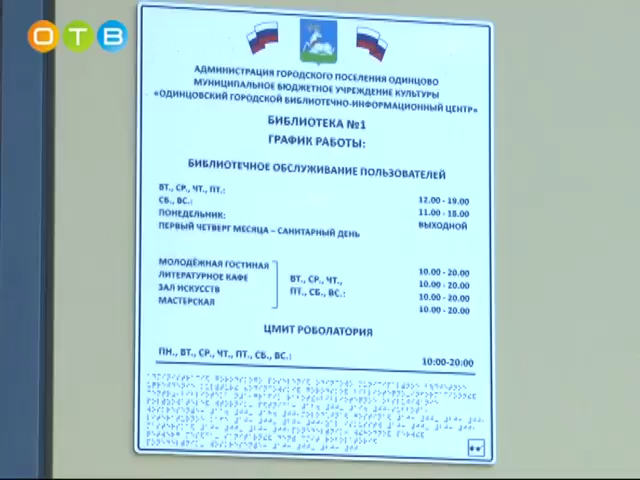 ОТВ
АДМИНИСТРАЦИЯ ГОРОДСКОГО ПОСЕЛЕНИЯ ОДИНЦОВО
МУНИЦИПАЛЬНОЕ БЮДЖЕТНОЕ УЧРЕЖДЕНИЕ КУЛЬТУРЫ
«ОДИНЦОВСКИЙ ГОРОДСКОЙ БИБЛИОТЕЧНО-ИНФОРМАЦИОННЫЙ ЦЕНТР»
БИБЛИОТЕКА №1
ГРАФИК РАБОТЫ:
БИБЛИОТЕЧНОЕ ОБСЛУЖИВАНИЕ ПОЛЬЗОВАТЕЛЕЙ
ВТ., СР., ЧТ., ПТ.: 12.00 - 19.00
СБ., ВС.: 11.00 - 18.00
ПОНЕДЕЛЬНИК: ВЫХОДНОЙ
ПЕРВЫЙ ЧЕТВЕРГ МЕСЯЦА – САНИТАРНЫЙ ДЕНЬ
МОЛОДЁЖНАЯ ГОСТИНАЯ 10.00 - 20.00
ЛИТЕРАТУРНОЕ КАФЕ ВТ., СР., ЧТ., 10.00 - 20.00
ЗАЛ ИСКУССТВ ПТ., СБ., ВС.: 10.00 - 20.00
МАСТЕРСКАЯ 10.00 - 20.00
ЦМИТ РОБОЛАТОРИЯ
ПН., ВТ., СР., ЧТ., ПТ., СБ., ВС.: 10:00-20:00